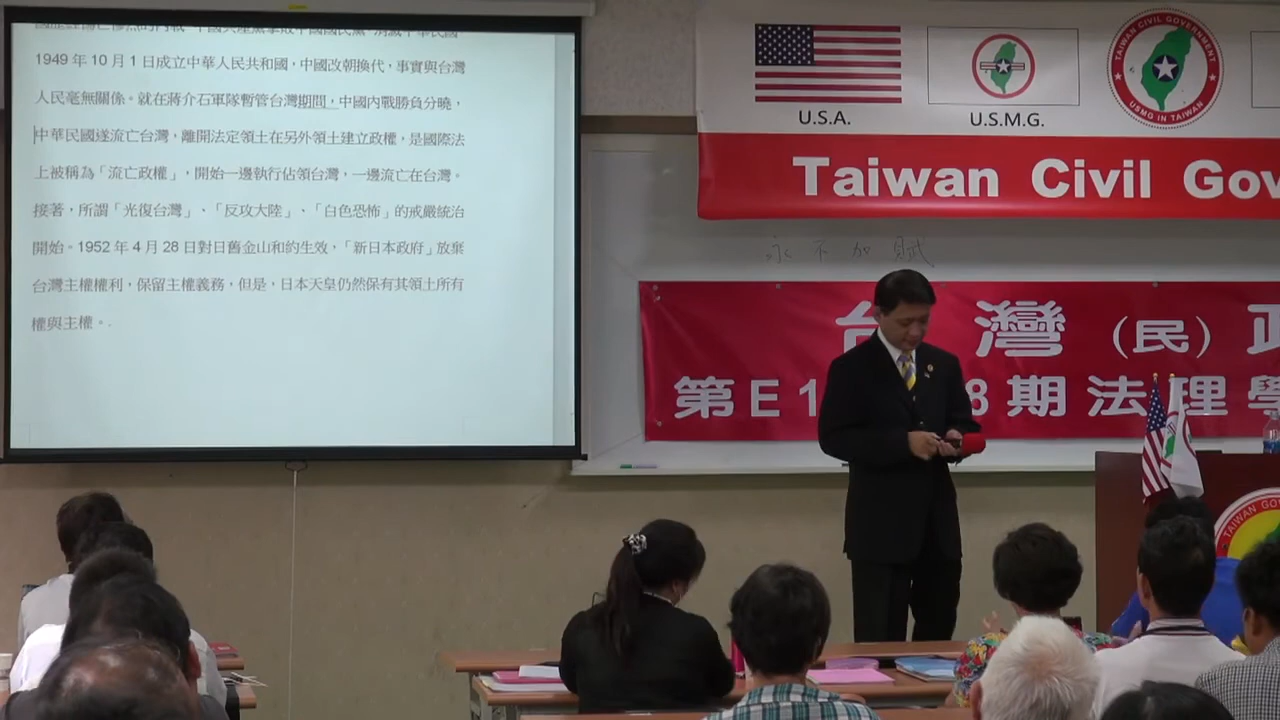 1949 年 10 月 1 日成立中華人民共和國，中國改朝換代，事實與台灣
人民毫無關係。就在蔣介石軍隊暫管台灣期間，中國內戰勝負分曉，
中華民國遂流亡台灣，離開法定領土在另外領土建立政權，是國際法
上被稱為「流亡政權」，開始一邊執行佔領台灣，一邊流亡在台灣。
接著，所謂「光復台灣」、「反攻大陸」、「白色恐怖」的戒嚴統治
開始。1952 年 4 月 28 日對日舊金山和約生效，「新日本政府」放棄
台灣主權權利，保留主權義務，但是，日本天皇仍然保有其領土所有
權與主權。
U.S.A.
U.S.M.G.
TAIWAN CIVIL GOVERNMENT
USMG IN TAIWAN
Taiwan Civil Gov
永不加賦
台灣（民）政
第E1 8期法理學
TAIWAN GO